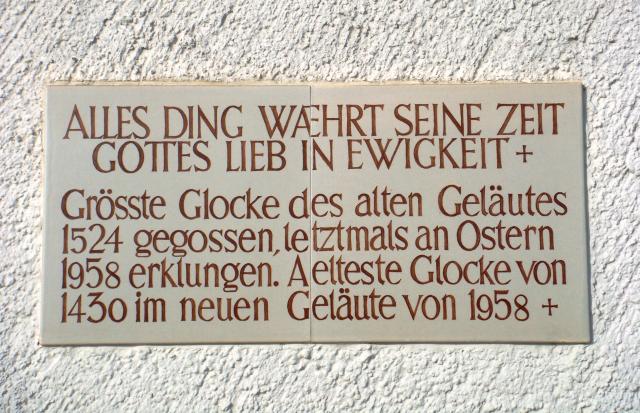 ALLES DING WAEHRT SEINE ZEIT
GOTTES LIEB IN EWIGKEIT +
Grösste Glocke des alten Geläutes
1524 gegossen, letztmals an Ostern
1958 erklungen. Aelteste Glocke von
1430 im neuen Geläute von 1958 +